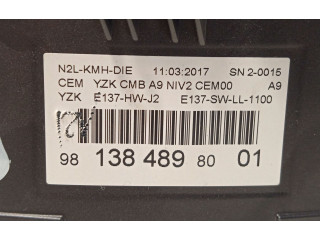 N2L-KMH-DIE 11:03:2017 SN 2-0015
CEM YZK CMB A9 NIV2 CEM00 A9
YZK E137-HW-J2 E137-SW-LL-1100
98 138 489 80 01